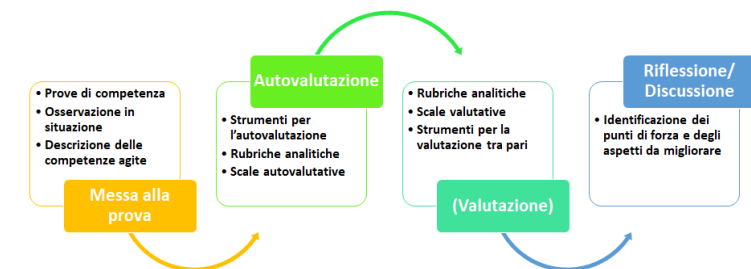 • Prove di competenza
• Osservazione in
situazione
• Descrizione delle
competenze agite
Messa alla
prova
Autovalutazione
• Strumenti per
l'autovalutazione
• Rubriche analitiche
• Scale autovalutative
• Rubriche analitiche
• Scale valutative
• Strumenti per la
valutazione tra pari
(Valutazione)
Riflessione/
Discussione
• Identificazione dei
punti di forza e degli
aspetti da migliorare